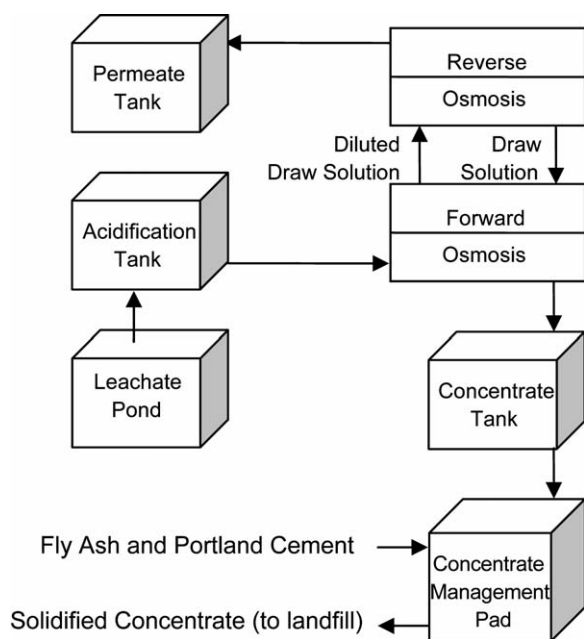 Permeate
Tank
Reverse
Osmosis
Diluted
Draw Solution
Draw
Solution
Acidification
Tank
Forward
Osmosis
Leachate
Pond
Concentrate
Tank
Fly Ash and Portland Cement
Concentrate
Management
Pad
Solidified Concentrate (to landfill)